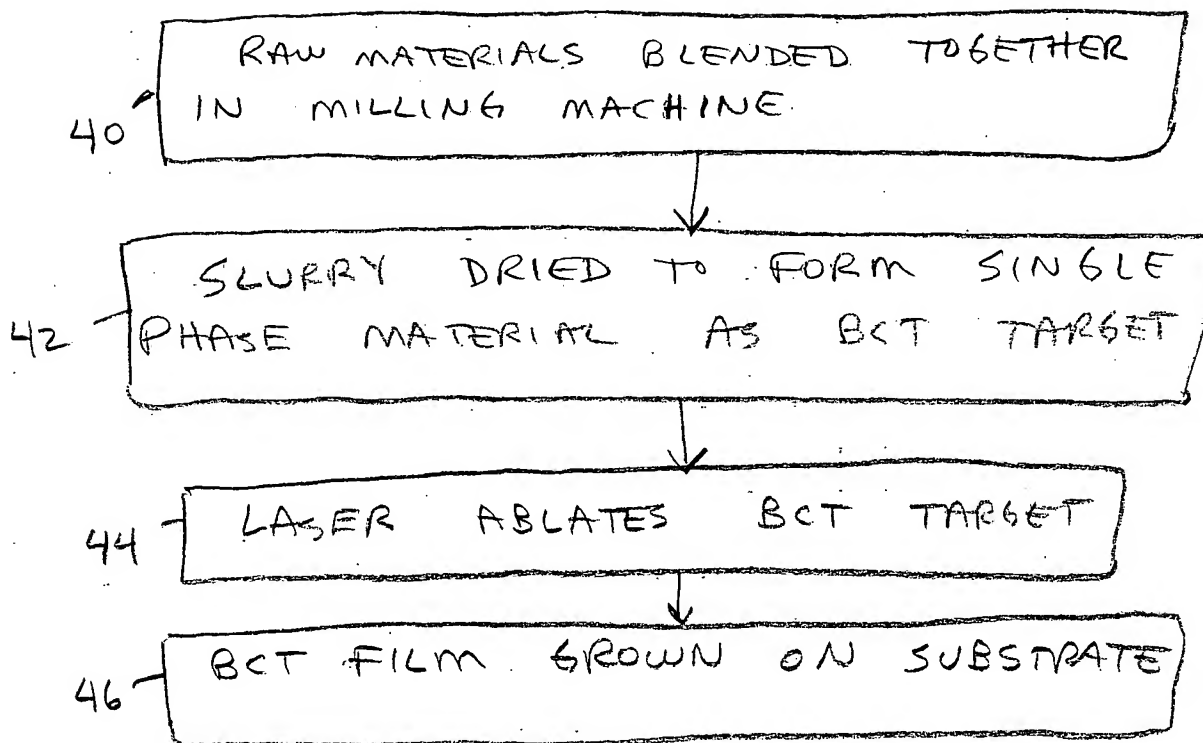 RAW MATERIALS BLENDED TOGETHER
IN MILLING MACHINE.
40
SLURRY DRIED TO FORM SINGLE
PHASE MATERIAL AS BCT TARGET
42
LASER ABLATES BCT TARGET
44
BCT FILM GROWN ON SUBSTRATE
46